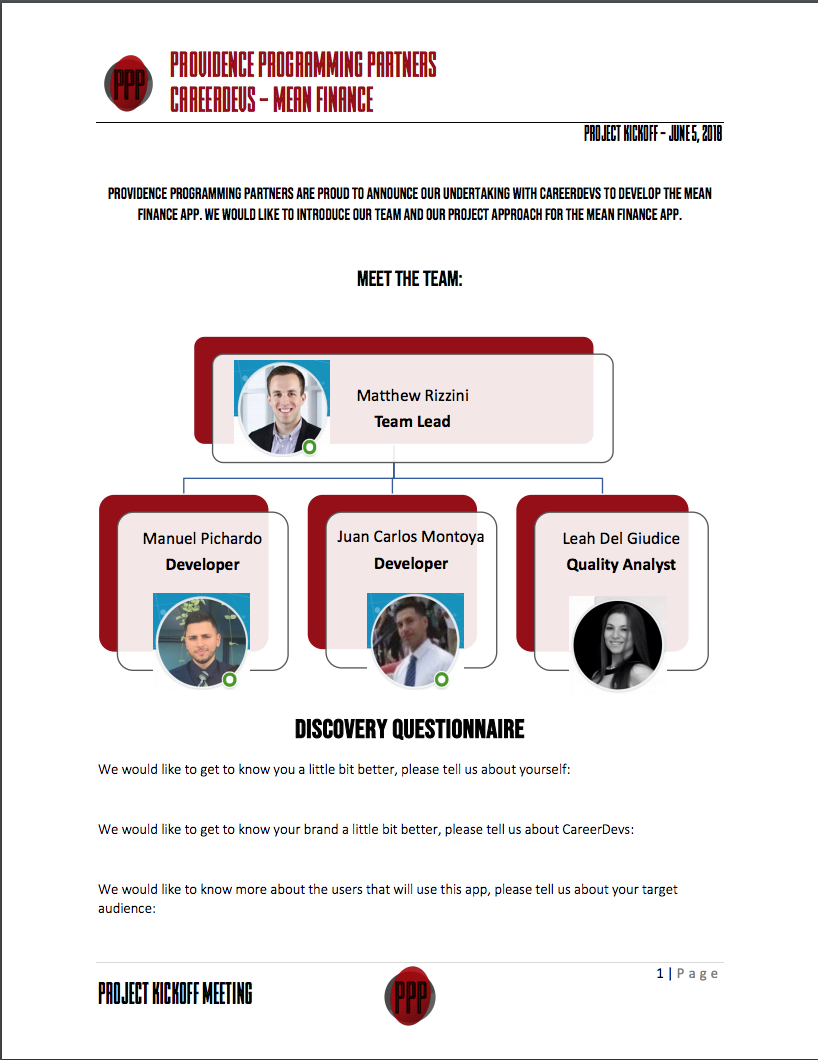 PPP
PROVIDENCE PROGRAMMING PARTNERS
CAREERDEVS – MEAN FINANCE
PROJECT KICKOFF – JUNE 5, 2018
PROVIDENCE PROGRAMMING PARTNERS ARE PROUD TO ANNOUNCE OUR UNDERTAKING WITH CAREERDEVS TO DEVELOP THE MEAN
FINANCE APP. WE WOULD LIKE TO INTRODUCE OUR TEAM AND OUR PROJECT APPROACH FOR THE MEAN FINANCE APP.
MEET THE TEAM:
Matthew Rizzini
Team Lead
Manuel Pichardo
Developer
Juan Carlos Montoya
Developer
Leah Del Giudice
Quality Analyst
DISCOVERY QUESTIONNAIRE
We would like to get to know you a little bit better, please tell us about yourself:
We would like to get to know your brand a little bit better, please tell us about CareerDevs:
We would like to know more about the users that will use this app, please tell us about your target
audience:
1 | Page
PROJECT KICKOFF MEETING
PPP